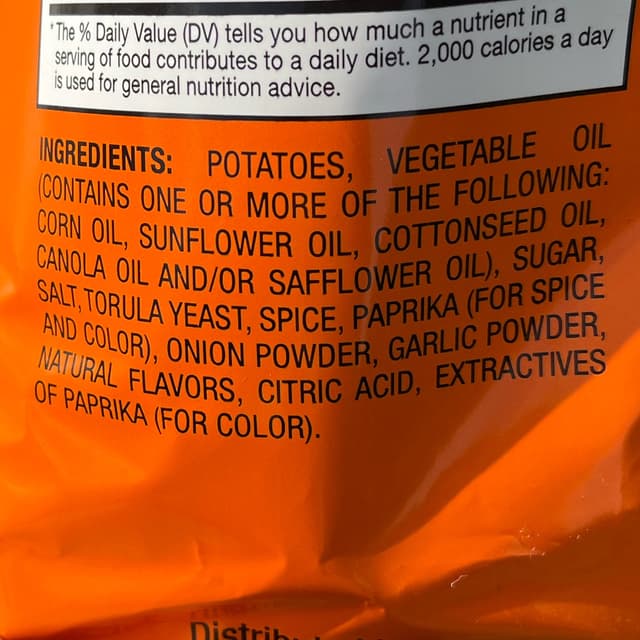 *The % Daily Value (DV) tells you how much a nutrient in a
serving of food contributes to a daily diet. 2,000 calories a day
is used for general nutrition advice.
INGREDIENTS: POTATOES, VEGETABLE OIL
(CONTAINS ONE OR MORE OF THE FOLLOWING:
CORN OIL, SUNFLOWER OIL, COTTONSEED OIL,
CANOLA OIL AND/OR SAFFLOWER OIL), SUGAR,
SALT, TORULA YEAST, SPICE, PAPRIKA (FOR SPICE
AND COLOR), ONION POWDER, GARLIC POWDER,
NATURAL FLAVORS, CITRIC ACID, EXTRACTIVES
OF PAPRIKA (FOR COLOR).